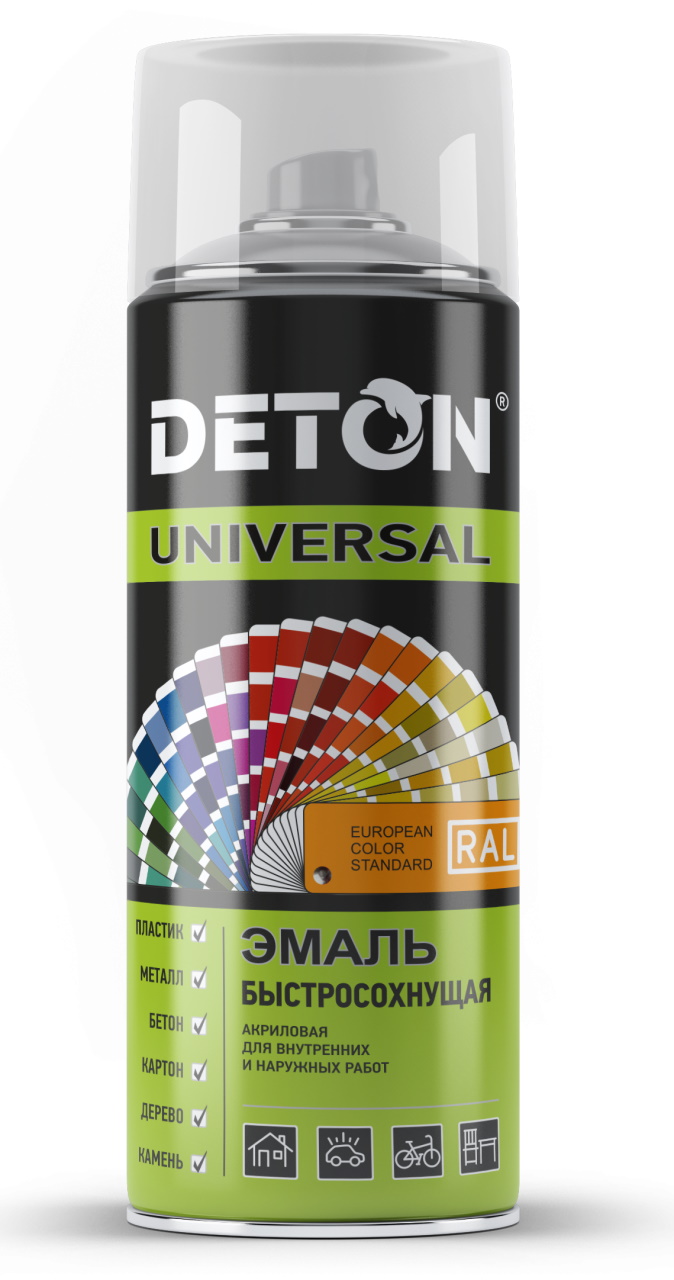 DETON®
UNIVERSAL
EUROPEAN
COLOR
STANDARD
RAL
ПЛАСТИК
МЕТАЛЛ
БЕТОН
КАРТОН
ДЕРЕВО
КАМЕНЬ
ЭМАЛЬ
БЫСТРОСОХНУЩАЯ
АКРИЛОВАЯ
ДЛЯ ВНУТРЕННИХ
И НАРУЖНЫХ РАБОТ